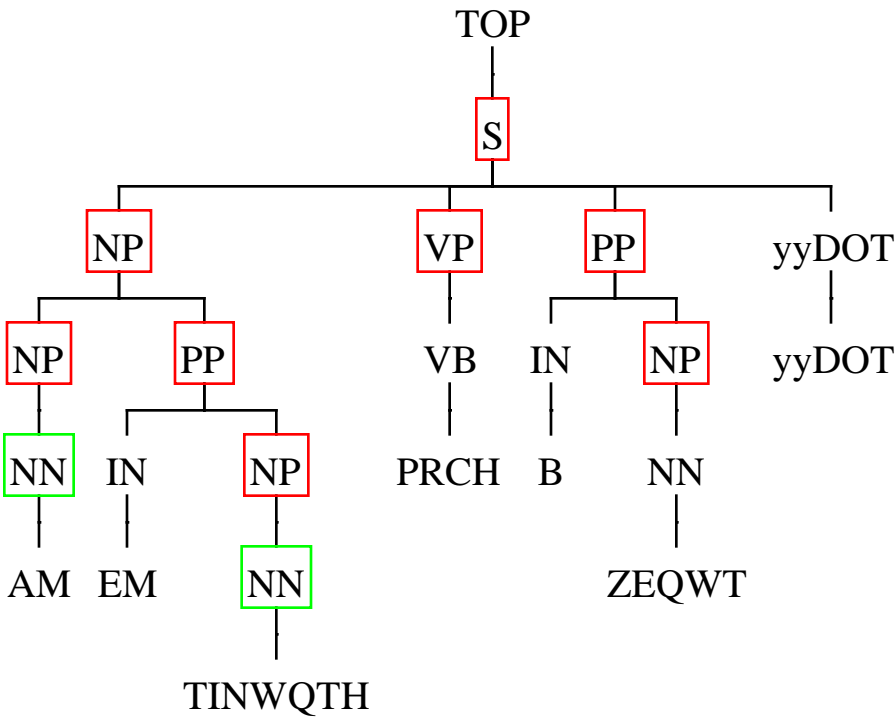 TOP
S
NP VP PP yyDOT
NP PP VB IN NP yyDOT
NN IN NP PRCH B NN
AM EM NN ZEQWT
TINWQTH